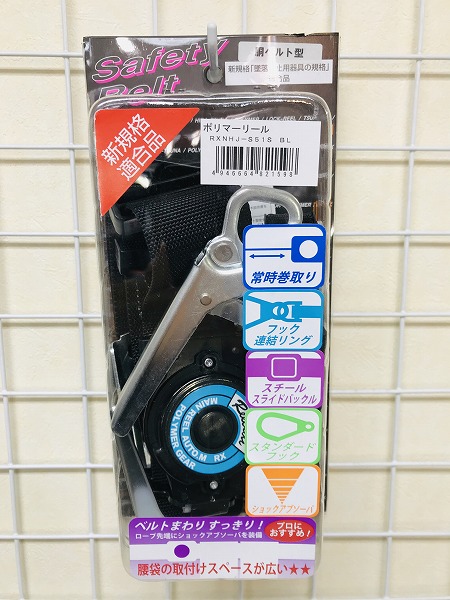 Safety
Belt
胴ベルト型
新規格「墜落
用器具の規格」
合品
新規格
適合品
ポリマーリール
RXNHJ-S51S BL
4946664821598
常時巻取り
フック
連結リング
スチール
スライドバックル
スタンダード
フック
ショックアブソーバ
MAIN REEL AUTO.M RX
POLYMER GEAR
ベルトまわり すっきり！
ロープ先端にショックアブソーバを装備
プロに
おすすめ！
腰袋の取付けスペースが広い★★